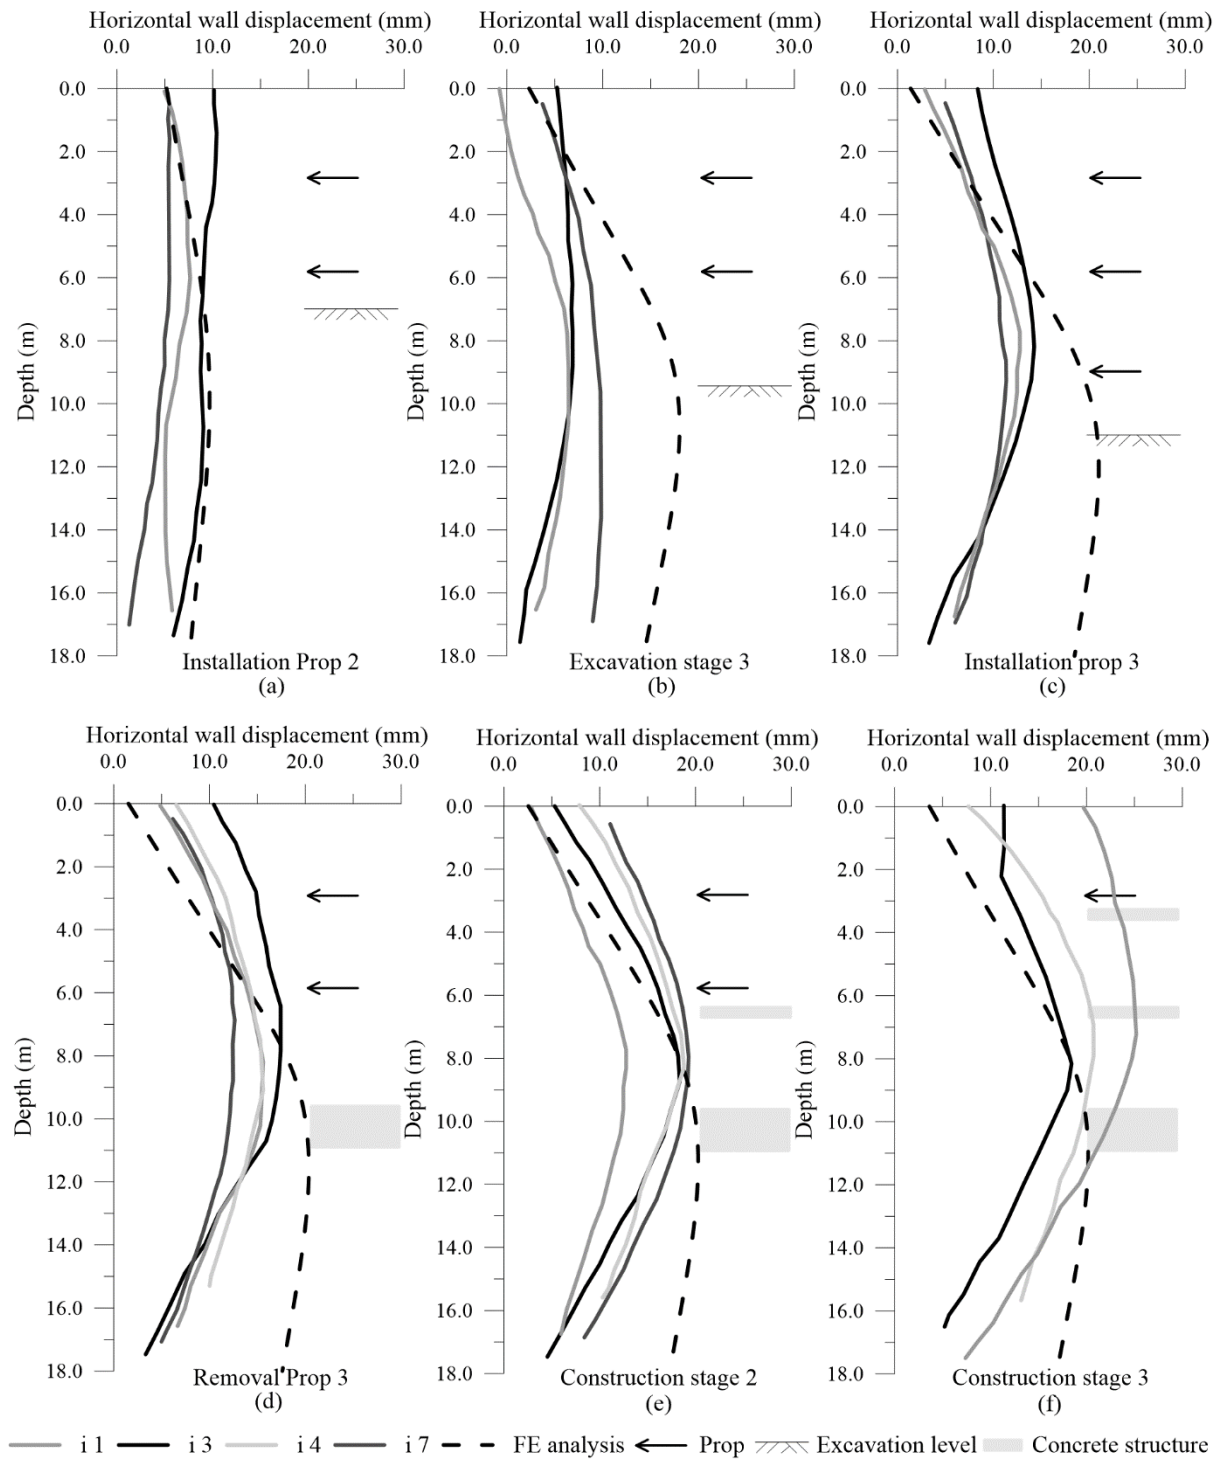 Horizontal wall displacement (mm)
0.0 10.0 20.0 30.0
0.0
2.0
4.0
6.0
8.0
10.0
12.0
14.0
16.0
18.0
Depth (m)
Installation Prop 2
(a)
Horizontal wall displacement (mm)
0.0 10.0 20.0 30.0
0.0
2.0
4.0
6.0
8.0
10.0
12.0
14.0
16.0
18.0
Depth (m)
Excavation stage 3
(b)
Horizontal wall displacement (mm)
0.0 10.0 20.0 30.0
0.0
2.0
4.0
6.0
8.0
10.0
12.0
14.0
16.0
18.0
Depth (m)
Installation prop 3
(c)
Horizontal wall displacement (mm)
0.0 10.0 20.0 30.0
0.0
2.0
4.0
6.0
8.0
10.0
12.0
14.0
16.0
18.0
Depth (m)
Removal Prop 3
(d)
Horizontal wall displacement (mm)
0.0 10.0 20.0 30.0
0.0
2.0
4.0
6.0
8.0
10.0
12.0
14.0
16.0
18.0
Depth (m)
Construction stage 2
(e)
Horizontal wall displacement (mm)
0.0 10.0 20.0 30.0
0.0
2.0
4.0
6.0
8.0
10.0
12.0
14.0
16.0
18.0
Depth (m)
Construction stage 3
(f)
i 1 i 3 i 4 i 7 FE analysis Prop Excavation level Concrete structure